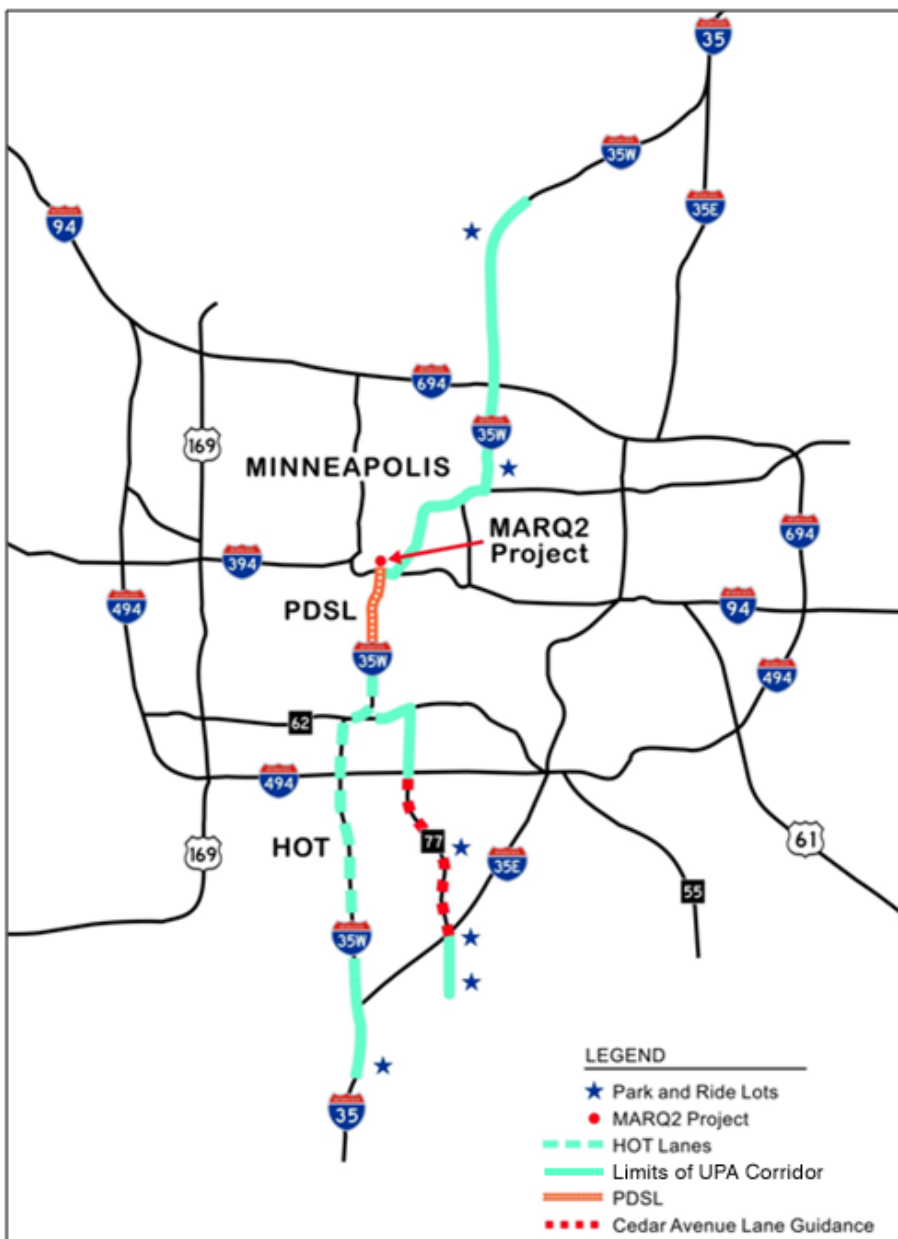 35
35W
35E
94
694
169
35W
MINNEAPOLIS
MARQ2
Project
394
694
494
PDSL
94
35W
494
62
494
77
HOT
169
35E
61
55
35W
35
LEGEND
Park and Ride Lots
MARQ2 Project
HOT Lanes
Limits of UPA Corridor
PDSL
Cedar Avenue Lane Guidance